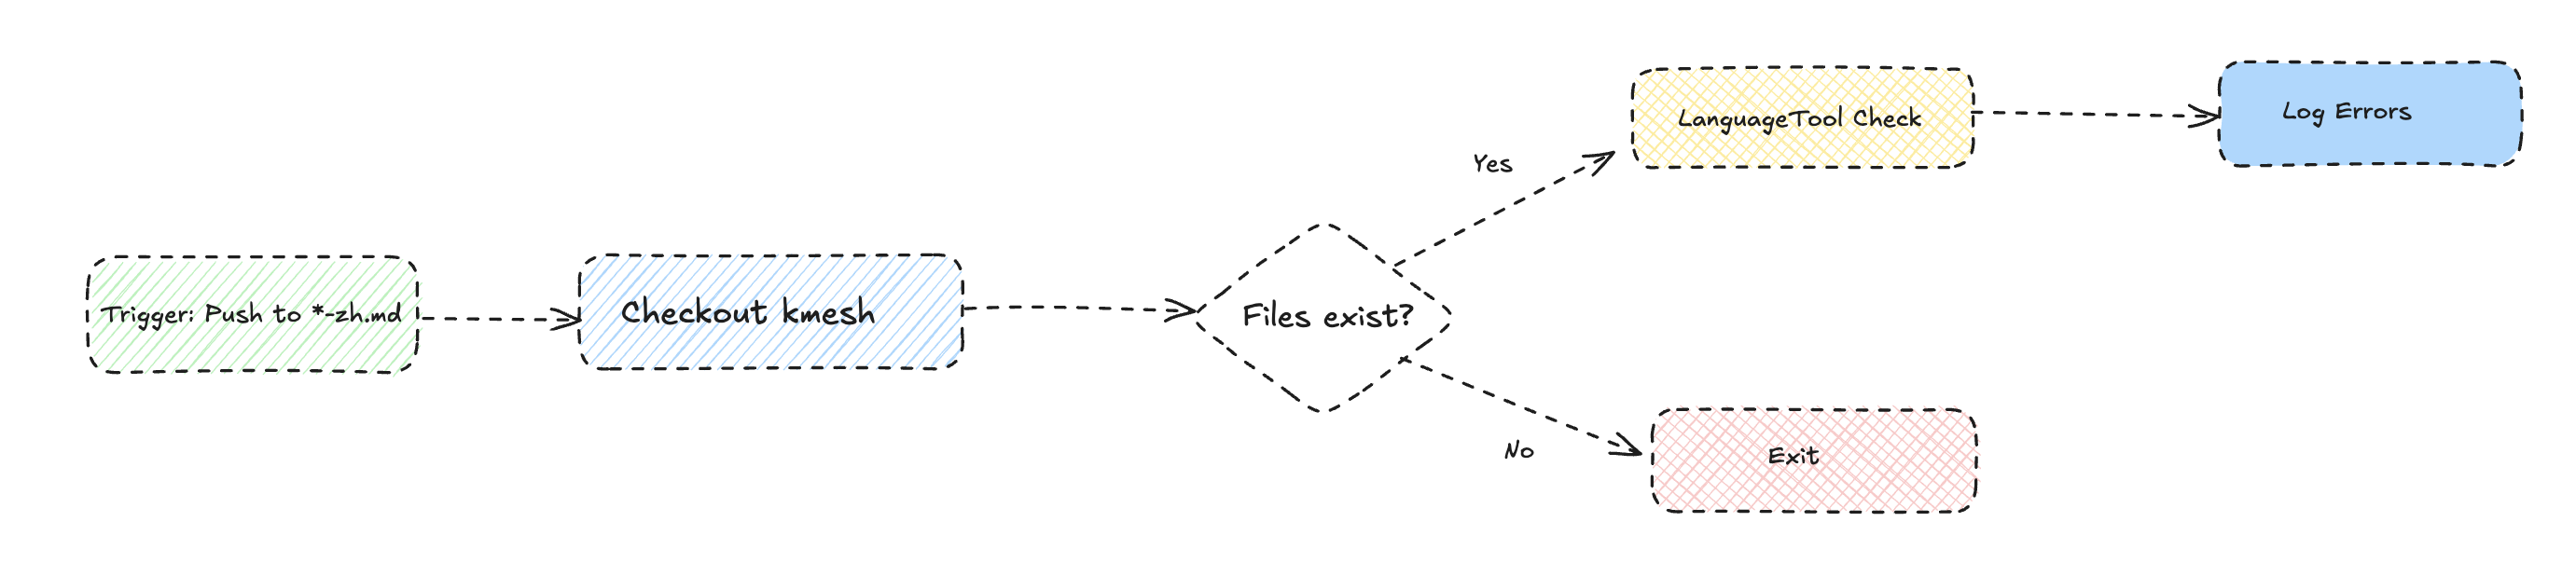 Trigger: Push to *-zh.md
Checkout kmesh
Files exist?
Yes
LanguageTool Check
Log Errors
No
Exit